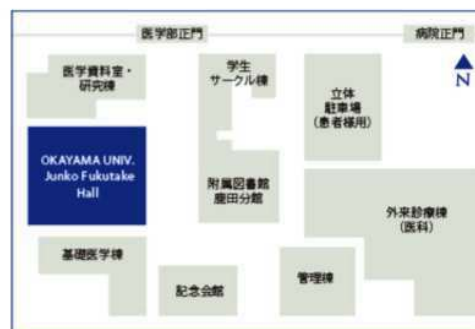 医学部正門
病院正門
医学資料室・
研究棟
学生
サークル棟
立体
駐車場
(患者様用)
N
OKAYAMA UNIV.
Junko Fukutake
Hall
附属図書館
鹿田分館
外来診療棟
(医科)
基礎医学棟
記念会館
管理棟